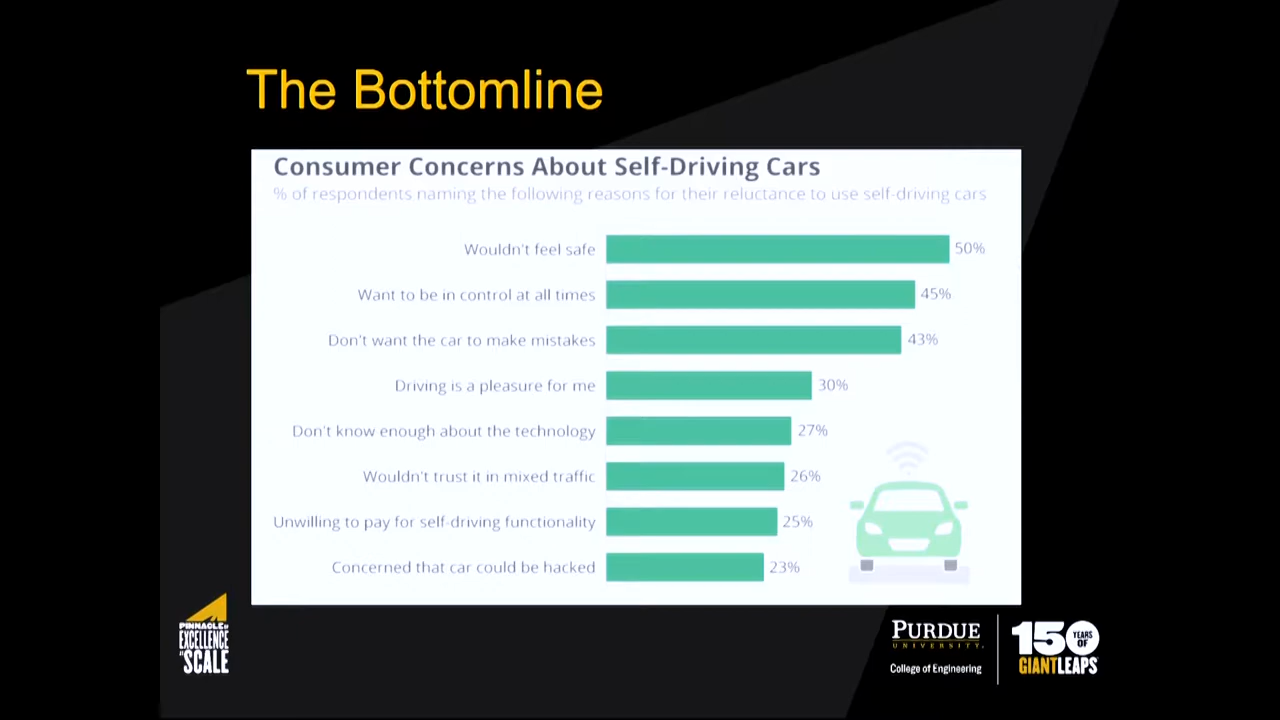 The Bottomline
Consumer Concerns About Self-Driving Cars
% of respondents naming the following reasons for their reluctance to use self-driving cars
Wouldn't feel safe 50%
Want to be in control at all times 45%
Don't want the car to make mistakes 43%
Driving is a pleasure for me 30%
Don't know enough about the technology 27%
Wouldn't trust it in mixed traffic 26%
Unwilling to pay for self-driving functionality 25%
Concerned that car could be hacked 23%
PINNACLE OF
EXCELLENCE
AT SCALE
PURDUE
UNIVERSITY.
College of Engineering
150 YEARS OF
GIANT LEAPS